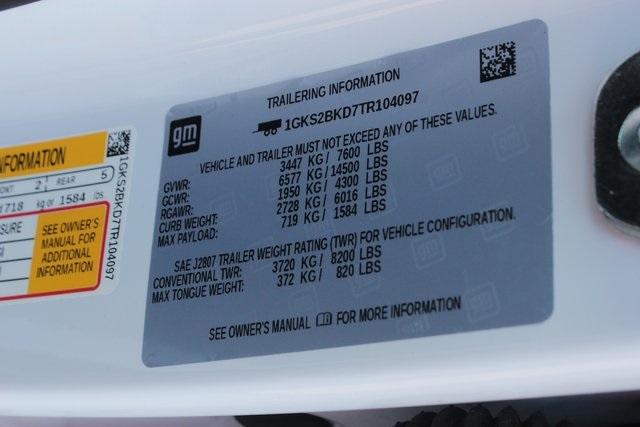 TRAILERING INFORMATION
1GKS2BKD7TR104097
gm
VEHICLE AND TRAILER MUST NOT EXCEED ANY OF THESE VALUES.
GVWR: 3447 KG / 7600 LBS
GCWR: 6577 KG / 14500 LBS
RGAWR: 1950 KG / 4300 LBS
CURB WEIGHT: 2728 KG / 6016 LBS
MAX PAYLOAD: 719 KG / 1584 LBS
SAE J2807 TRAILER WEIGHT RATING (TWR) FOR VEHICLE CONFIGURATION.
CONVENTIONAL TWR: 3720 KG / 8200 LBS
MAX TONGUE WEIGHT: 372 KG / 820 LBS
SEE OWNER'S MANUAL FOR MORE INFORMATION
REAR 5
718 kg or 1584 lbs
SEE OWNER'S
MANUAL FOR
ADDITIONAL
INFORMATION
1GKS2BKD7TR104097